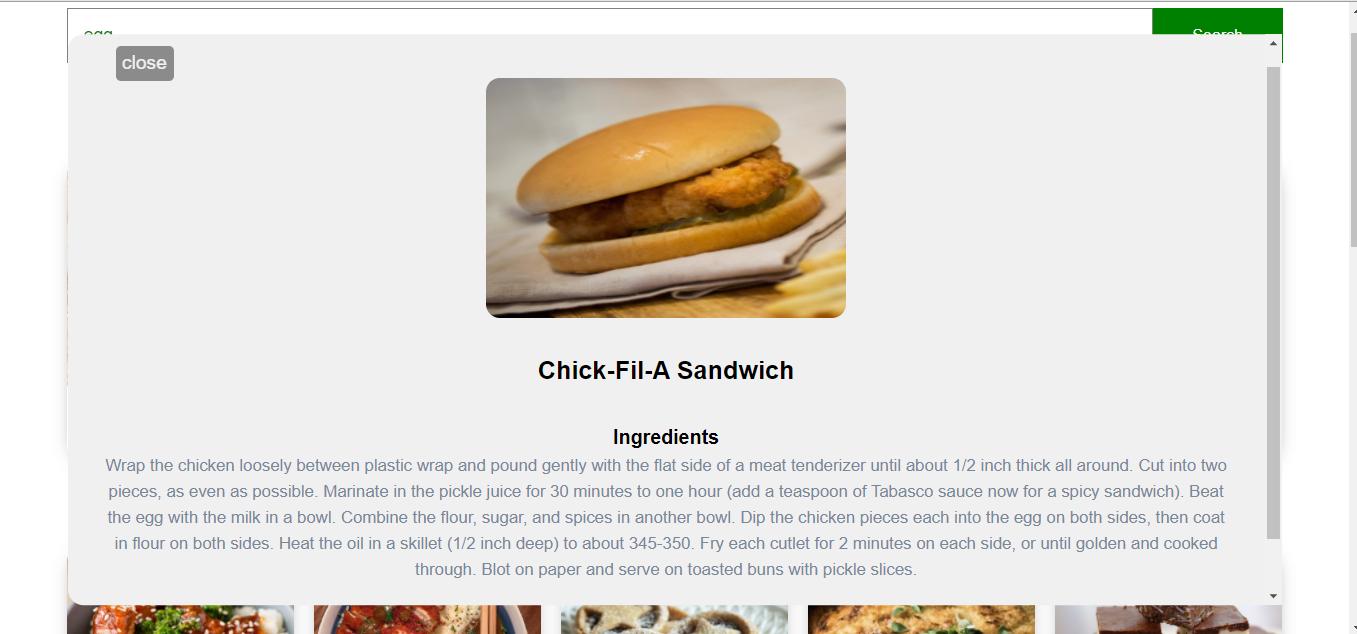 egg
Search
close
Chick-Fil-A Sandwich
Ingredients
Wrap the chicken loosely between plastic wrap and pound gently with the flat side of a meat tenderizer until about 1/2 inch thick all around. Cut into two
pieces, as even as possible. Marinate in the pickle juice for 30 minutes to one hour (add a teaspoon of Tabasco sauce now for a spicy sandwich). Beat
the egg with the milk in a bowl. Combine the flour, sugar, and spices in another bowl. Dip the chicken pieces each into the egg on both sides, then coat
in flour on both sides. Heat the oil in a skillet (1/2 inch deep) to about 345-350. Fry each cutlet for 2 minutes on each side, or until golden and cooked
through. Blot on paper and serve on toasted buns with pickle slices.